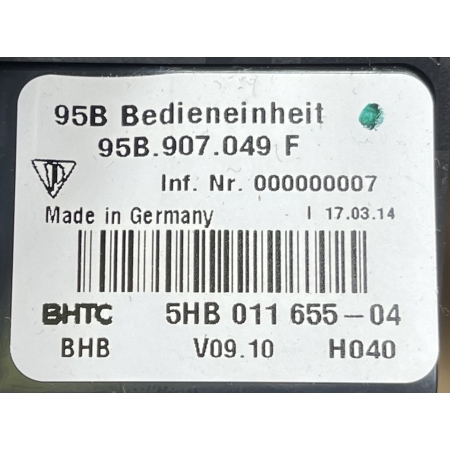 95B Bedieneinheit
95B.907.049 F
Inf. Nr. 000000007
Made in Germany I 17.03.14
BHTC 5HB 011 655-04
BHB V09.10 H040